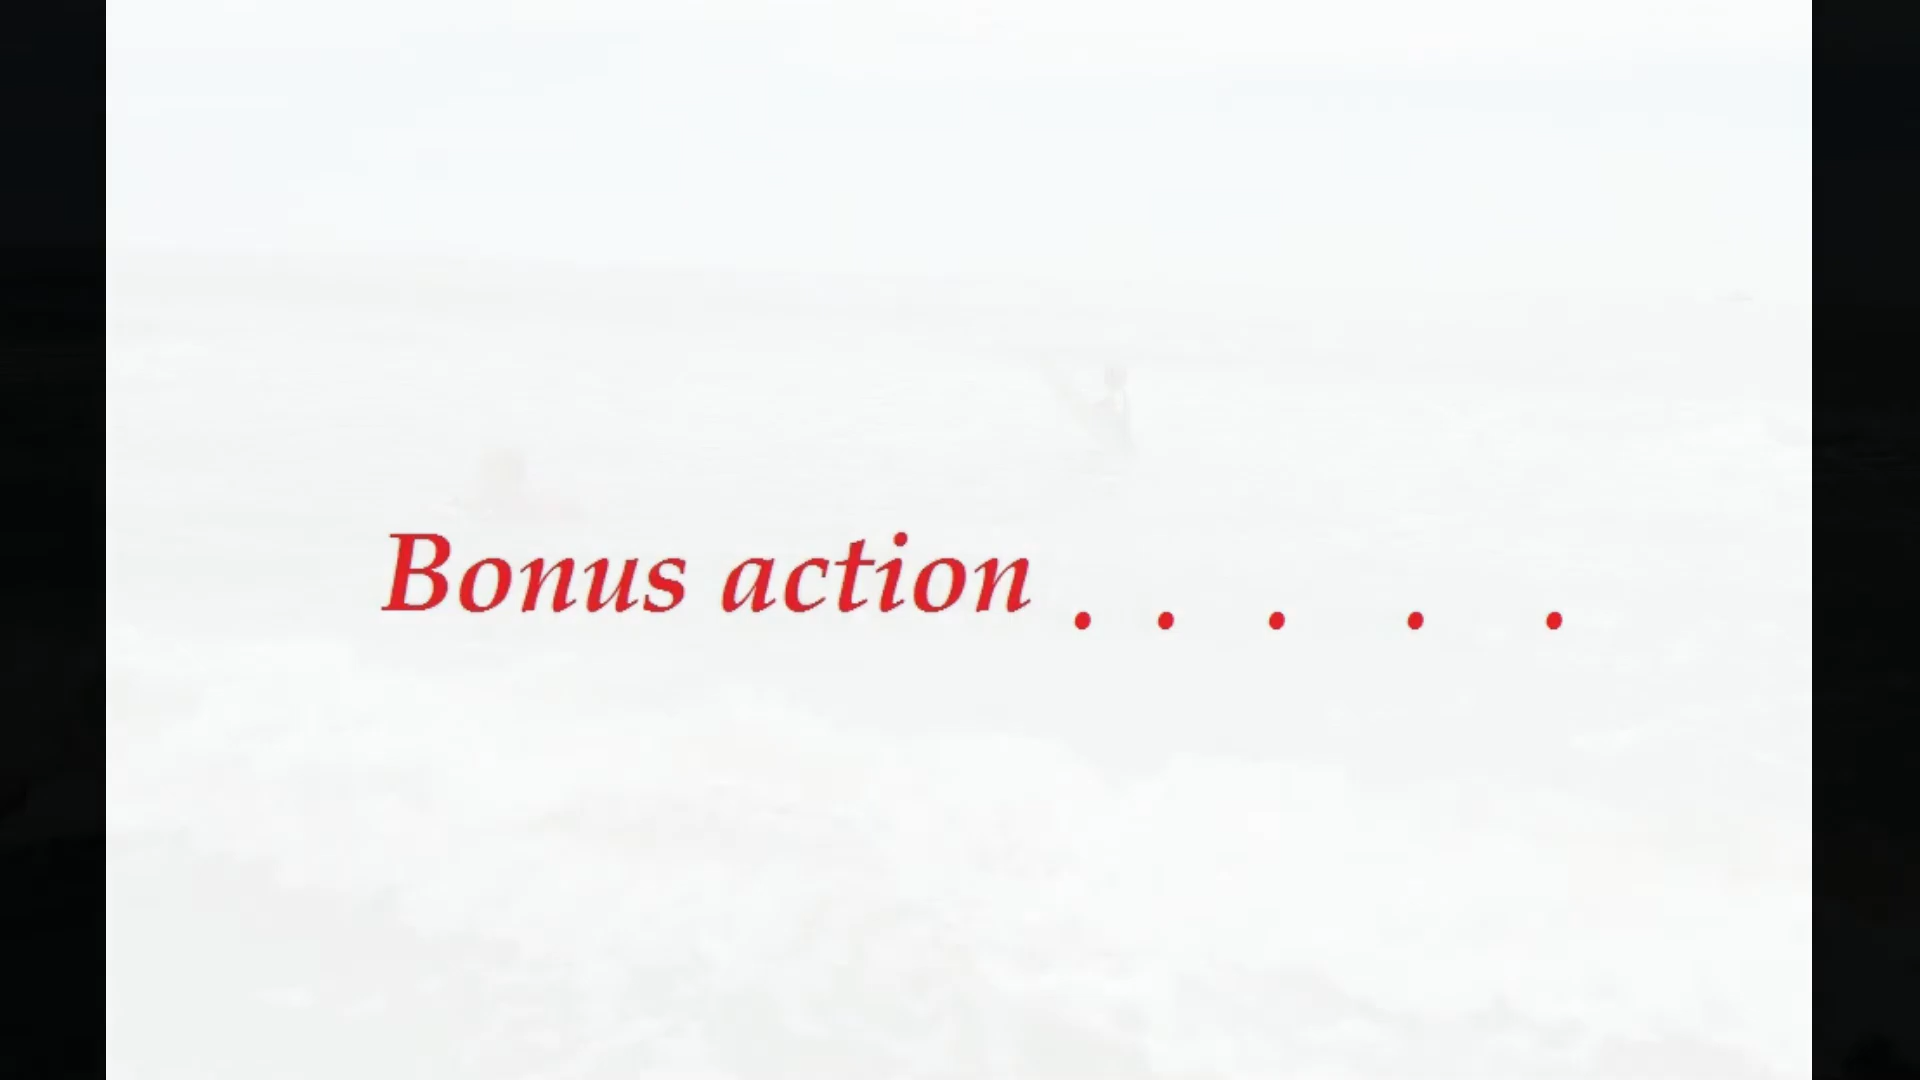 Bonus action . . . . .